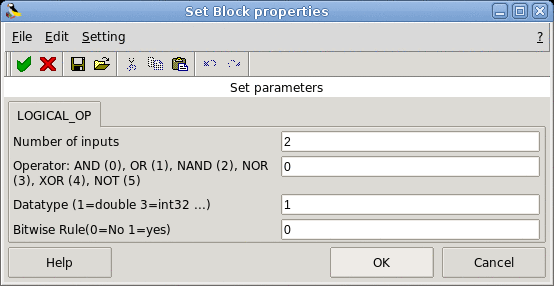 Set Block properties
File Edit Setting ?
Set parameters
LOGICAL_OP
Number of inputs 2
Operator: AND (0), OR (1), NAND (2), NOR 0
(3), XOR (4), NOT (5)
Datatype (1=double 3=int32 ...) 1
Bitwise Rule(0=No 1=yes) 0
Help OK Cancel